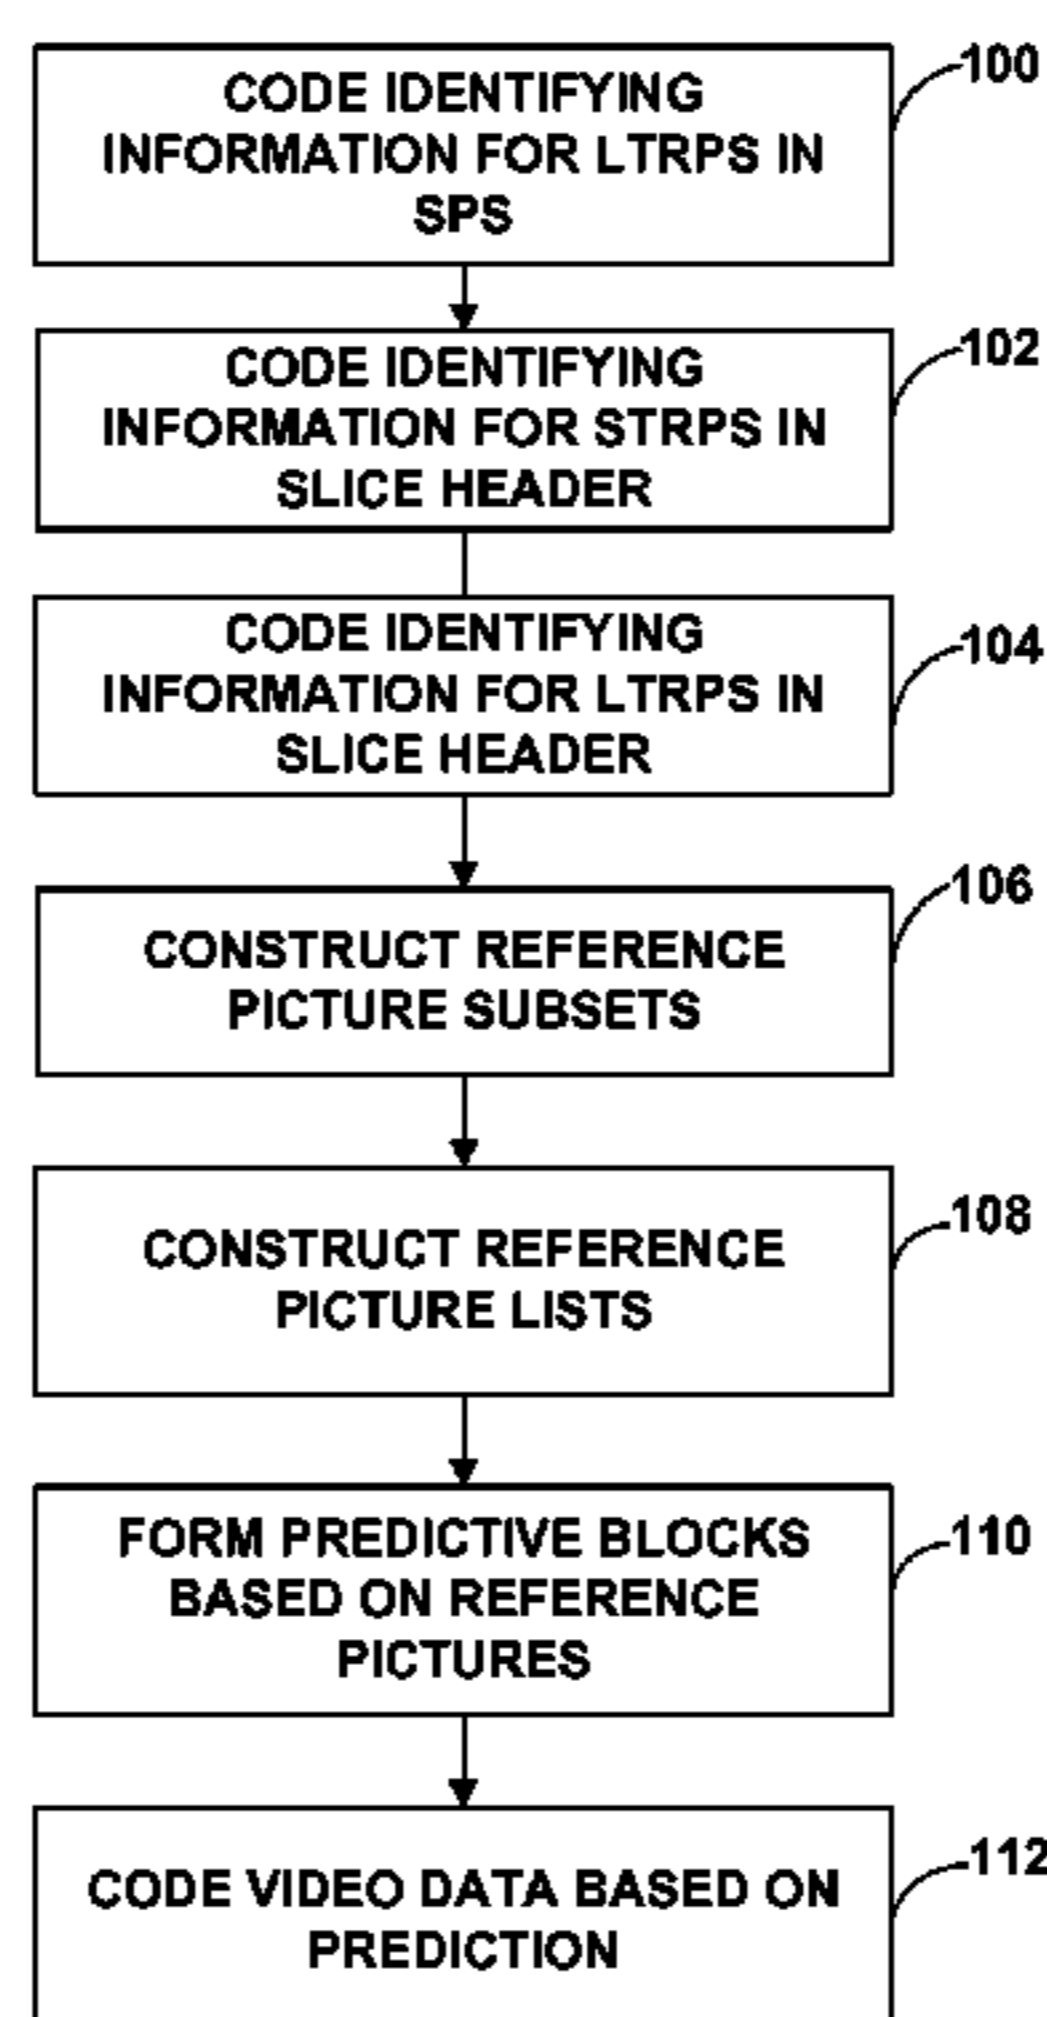 CODE IDENTIFYING
INFORMATION FOR LTRPS IN
SPS
100
CODE IDENTIFYING
INFORMATION FOR STRPS IN
SLICE HEADER
102
CODE IDENTIFYING
INFORMATION FOR LTRPS IN
SLICE HEADER
104
CONSTRUCT REFERENCE
PICTURE SUBSETS
106
CONSTRUCT REFERENCE
PICTURE LISTS
108
FORM PREDICTIVE BLOCKS
BASED ON REFERENCE
PICTURES
110
CODE VIDEO DATA BASED ON
PREDICTION
112